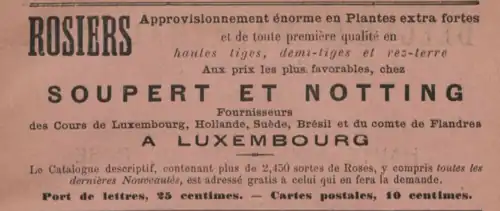 ROSIERS
Approvisionnement énorme en Plantes extra fortes
et de toute première qualité en
hautes tiges, demi-tiges et rez-terre
Aux prix les plus favorables, chez
SOUPERT ET NOTTING
Fournisseurs
des Cours de Luxembourg, Hollande, Suède, Brésil et du comte de Flandres
A LUXEMBOURG
Le Catalogue descriptif, contenant plus de 2,450 sortes de Roses, y compris toutes les
dernières Nouveautés, est adressé gratis à celui qui en fera la demande.
Port de lettres, 25 centimes. — Cartes postales, 10 centimes.